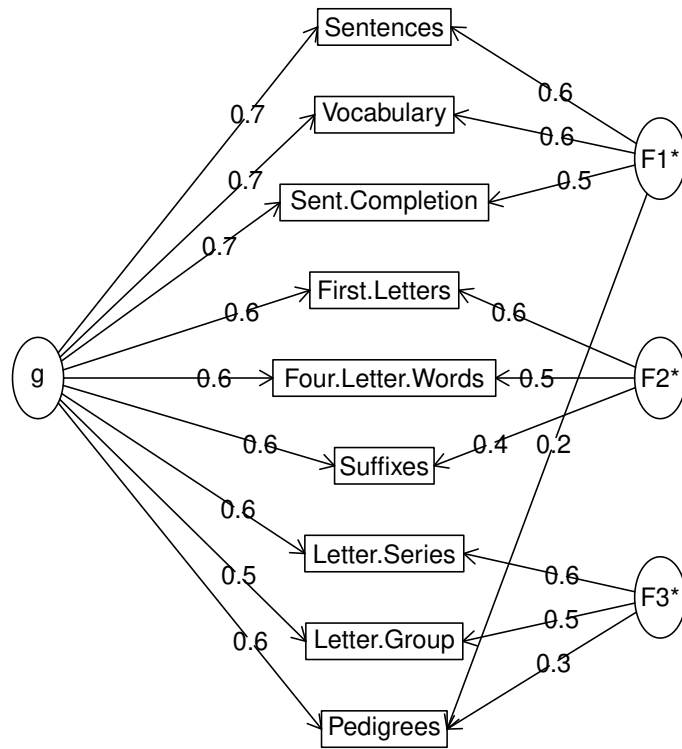 Sentences
0.7
0.6
Vocabulary
0.7
0.6
F1*
Sent.Completion
0.7
0.5
First.Letters
0.6
0.6
g
Four.Letter.Words
0.6
0.5
F2*
Suffixes
0.6
0.4
0.2
Letter.Series
0.6
0.6
F3*
Letter.Group
0.5
0.5
Pedigrees
0.6
0.3